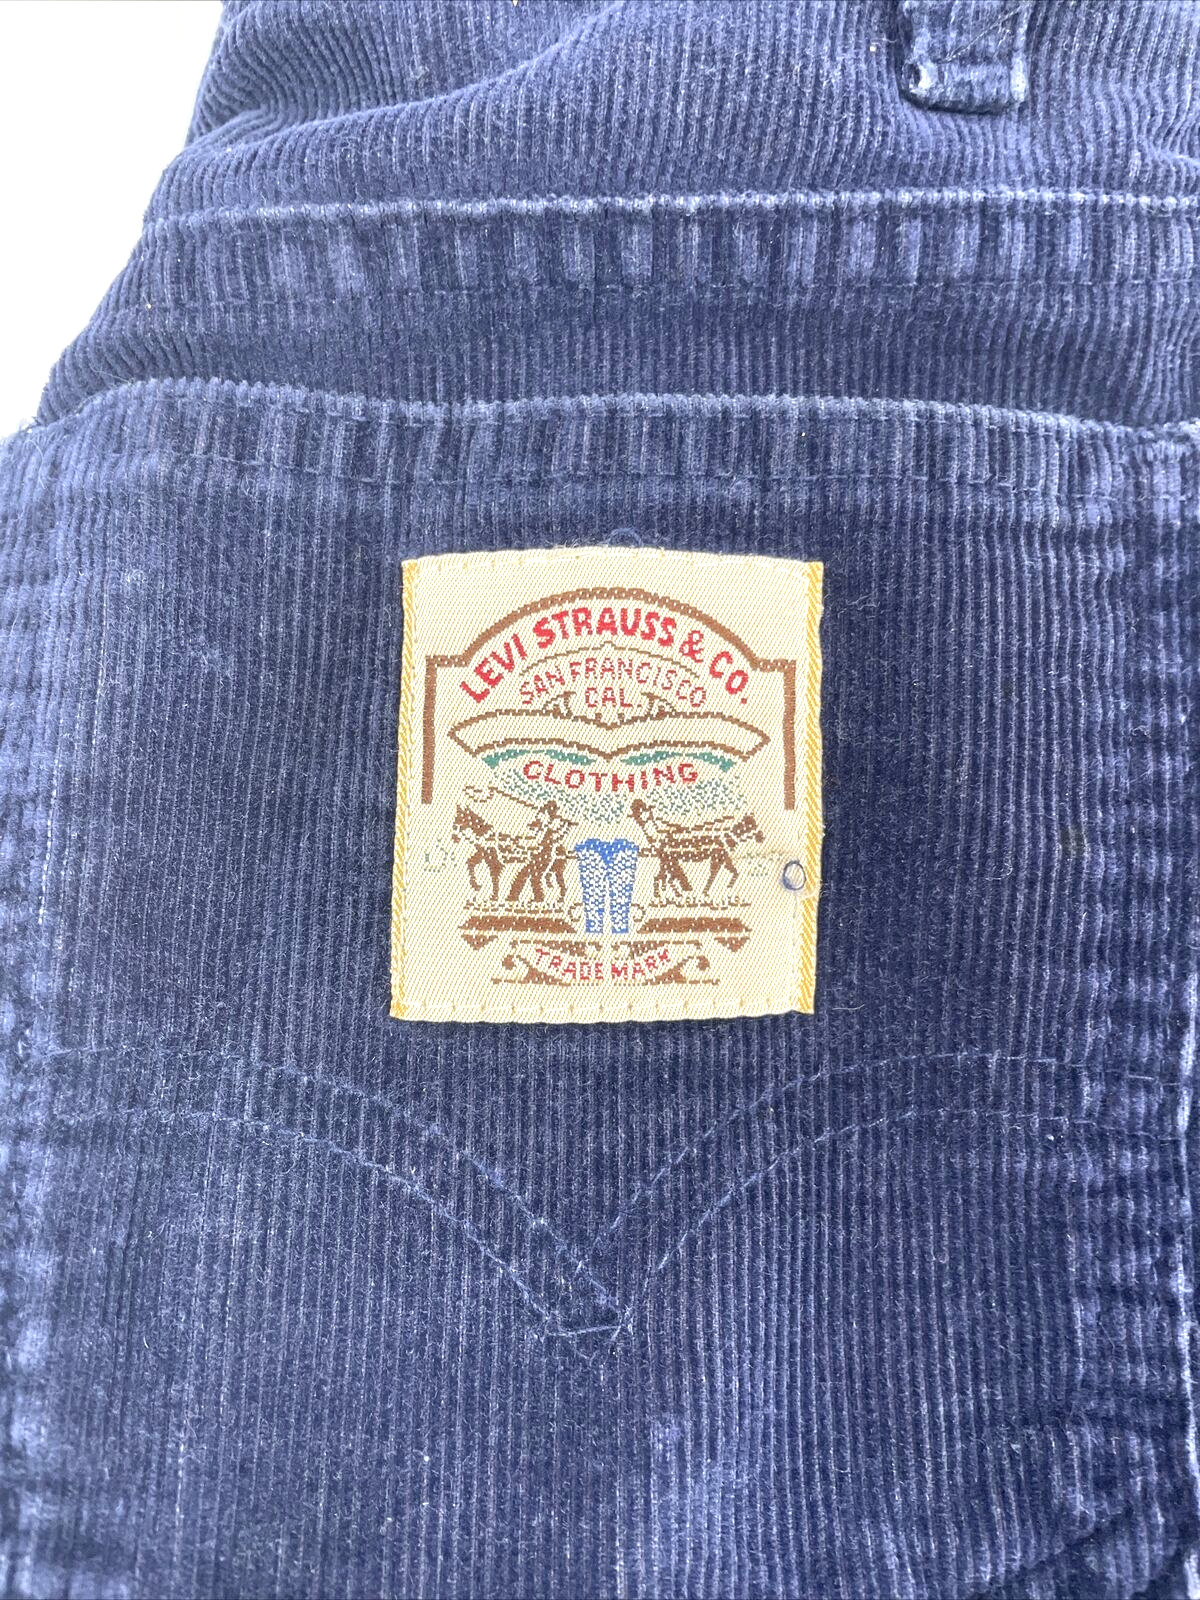 LEVI STRAUSS & CO.
SAN FRANCISCO
CAL.
CLOTHING
TRADE MARK